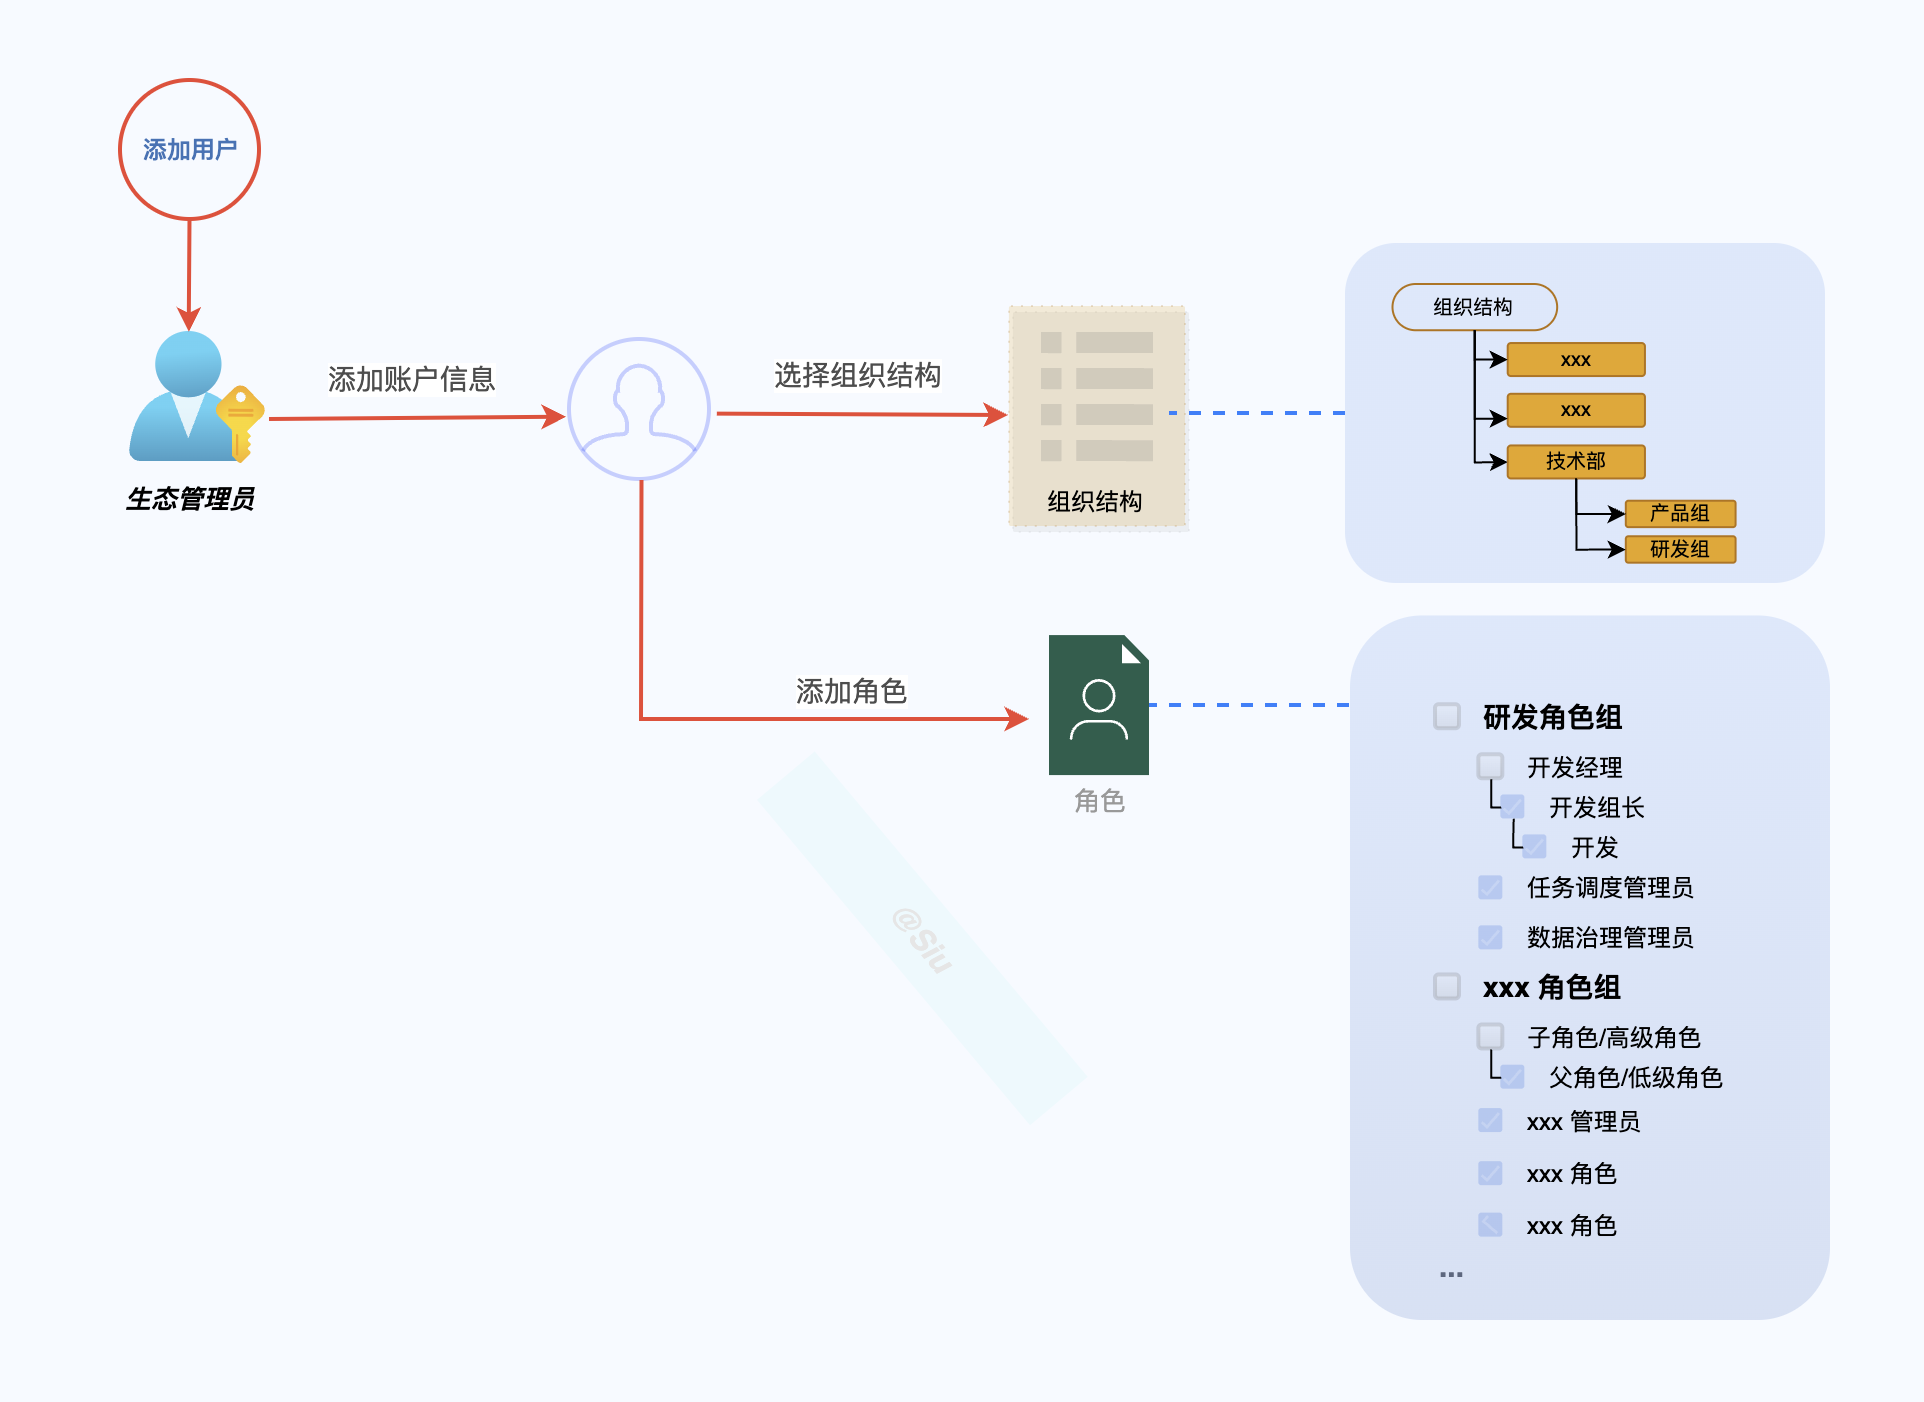 添加用户
生态管理员
添加账户信息
选择组织结构
组织结构
组织结构
xxx
xxx
技术部
产品组
研发组
添加角色
角色
研发角色组
开发经理
开发组长
开发
任务调度管理员
数据治理管理员
xxx 角色组
子角色/高级角色
父角色/低级角色
xxx 管理员
xxx 角色
xxx 角色
...
@Siu